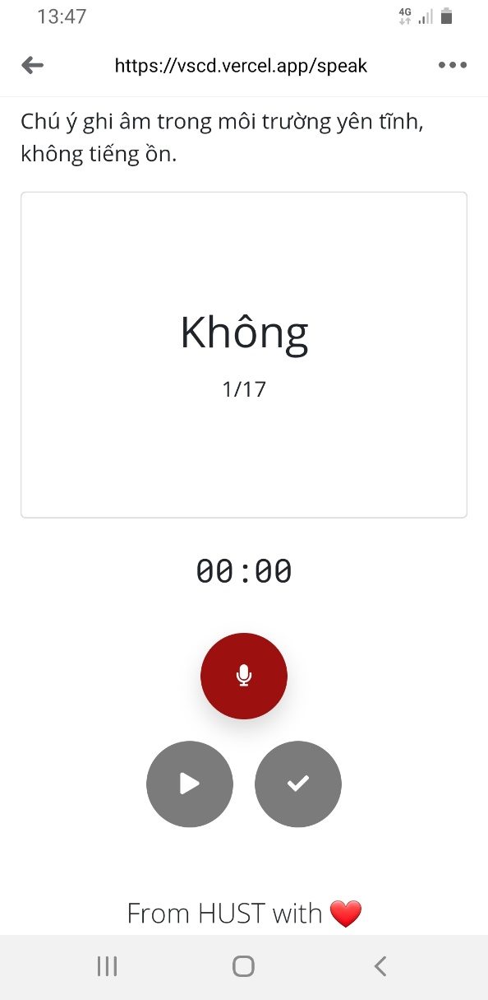 13:47
4G
https://vscd.vercel.app/speak
Chú ý ghi âm trong môi trường yên tĩnh,
không tiếng ồn.
Không
1/17
00:00
From HUST with ❤️